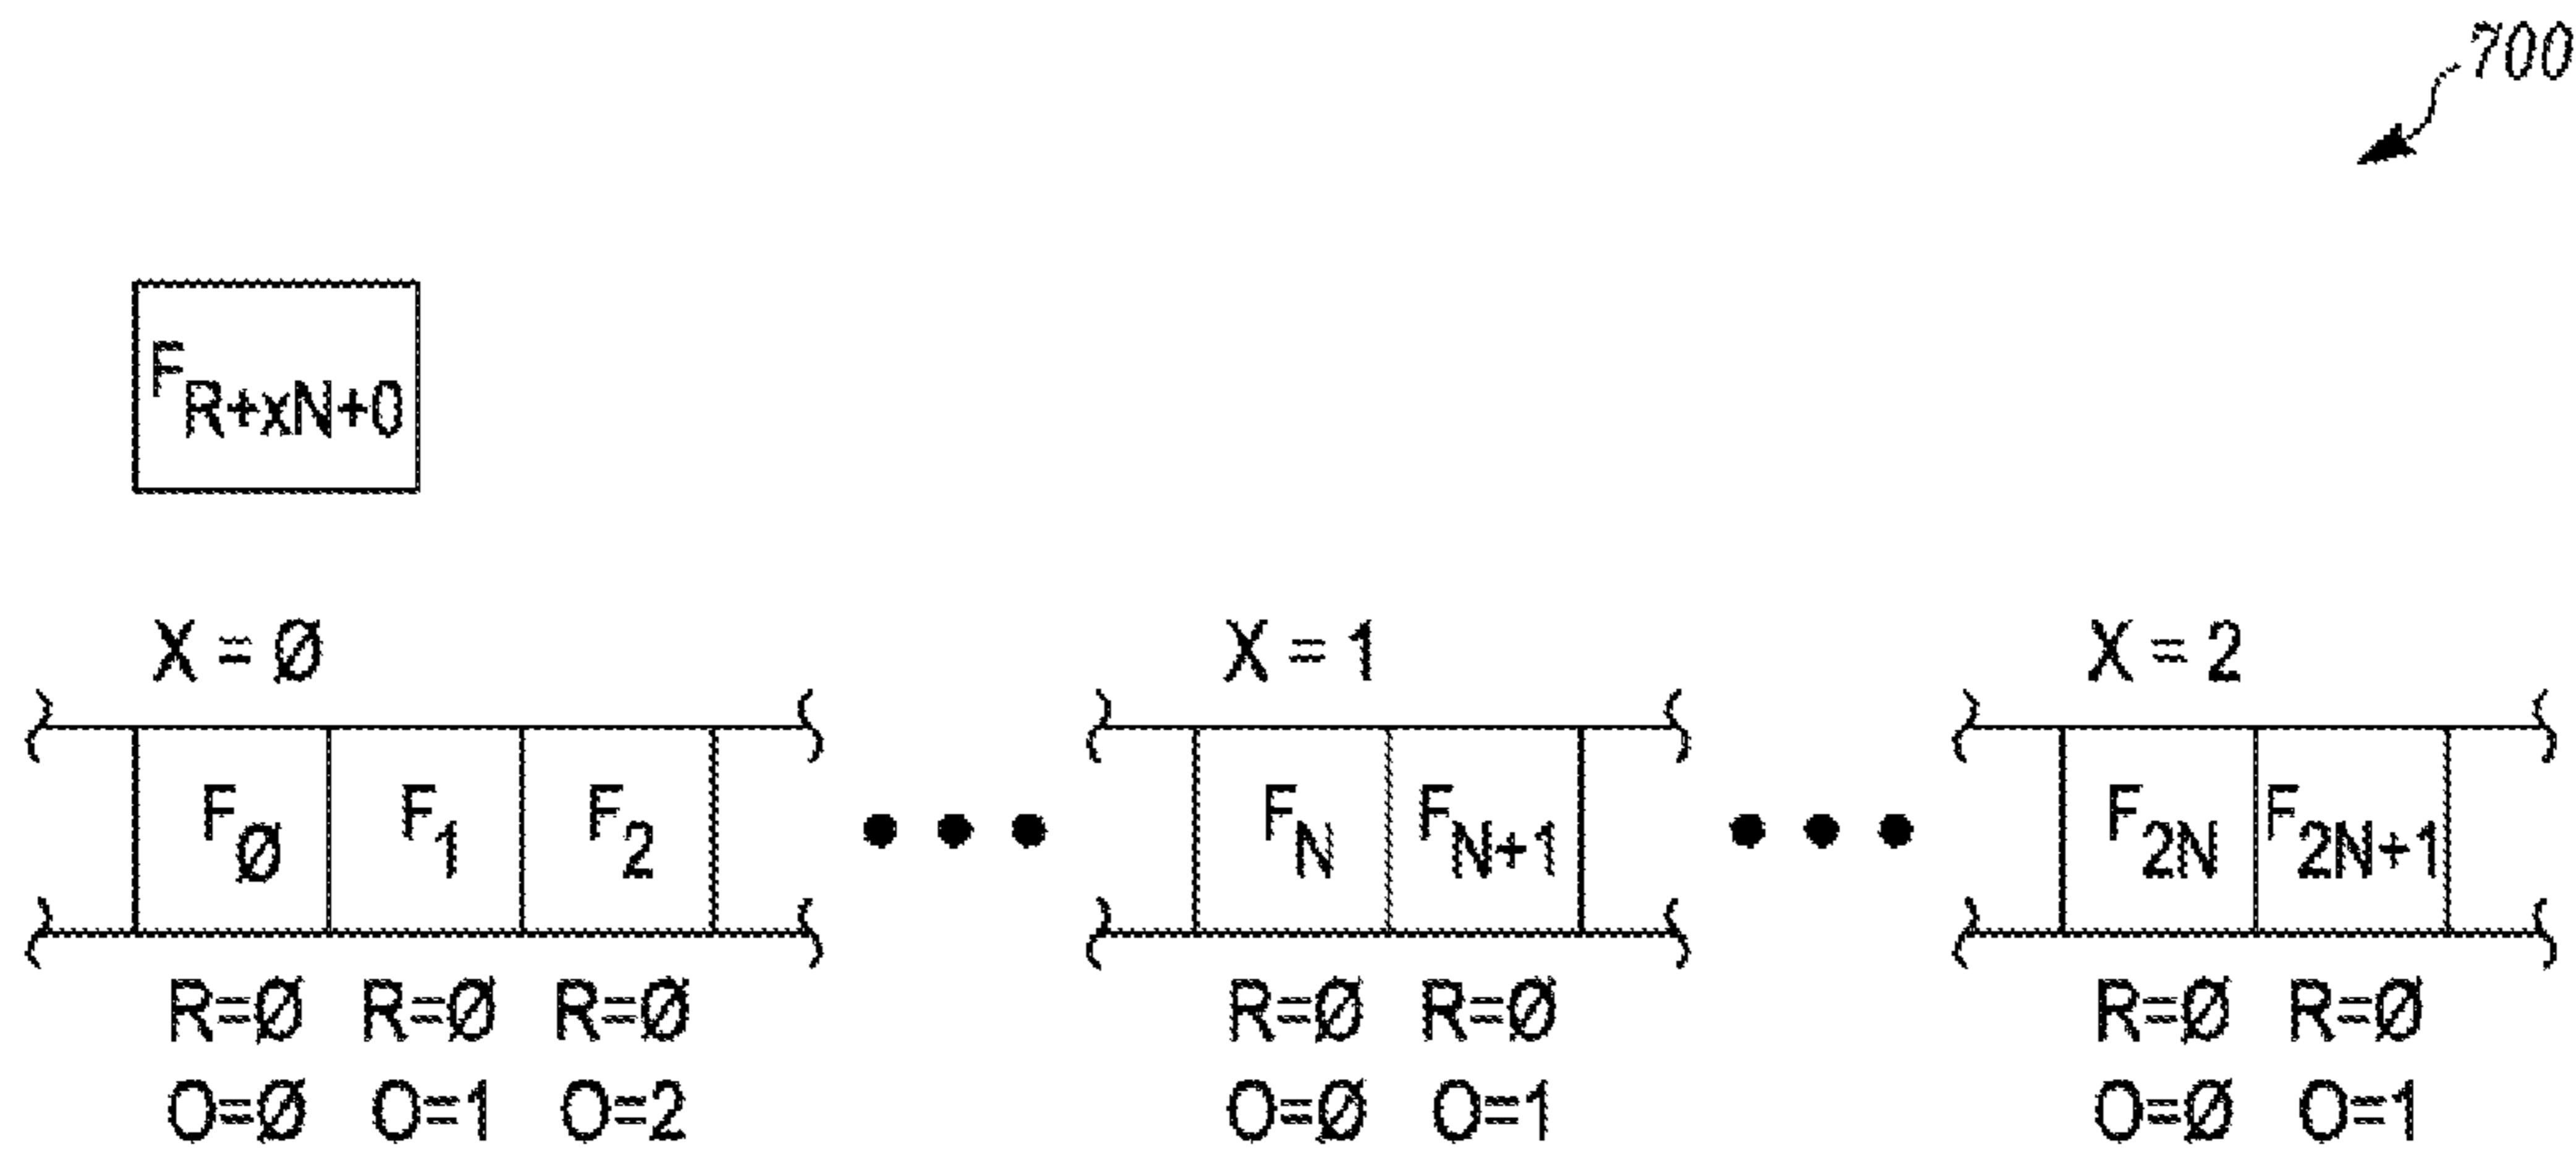 700
F R+xN+0
X = Ø X = 1 X = 2
F Ø F 1 F 2 F N F N+1 F 2N F 2N+1
R=Ø R=Ø R=Ø R=Ø R=Ø R=Ø R=Ø
O=Ø O=1 O=2 O=Ø O=1 O=Ø O=1